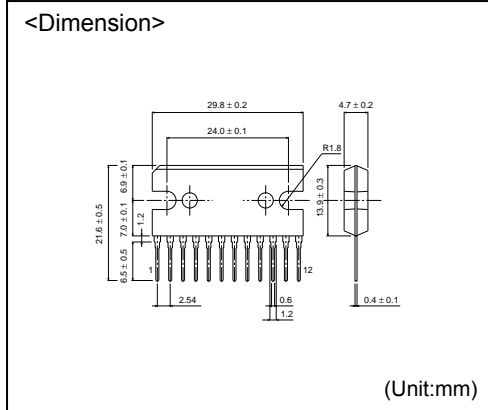 <Dimension>
29.8 ± 0.2
4.7 ± 0.2
24.0 ± 0.1
R1.8
21.6 ± 0.5
6.9 ± 0.1
7.0 ± 0.1
1.2
13.9 ± 0.3
6.5 ± 0.5
1
12
2.54
0.6
0.4 ± 0.1
1.2
(Unit:mm)